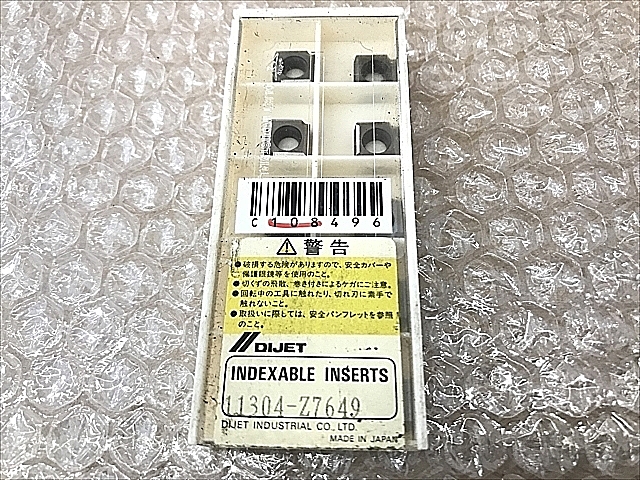 C108496
⚠警告
●破損する危険がありますので、安全カバーや
保護眼鏡等を使用のこと。
●切くずの飛散、巻き付きによるケガにご注意。
●回転中の工具に触れたり、切れ刃に素手で
触れないこと。
●取扱いに際しては、安全パンフレットを参照
のこと。
DIJET
INDEXABLE INSERTS
11304-Z7649
DIJET INDUSTRIAL CO., LTD.
MADE IN JAPAN